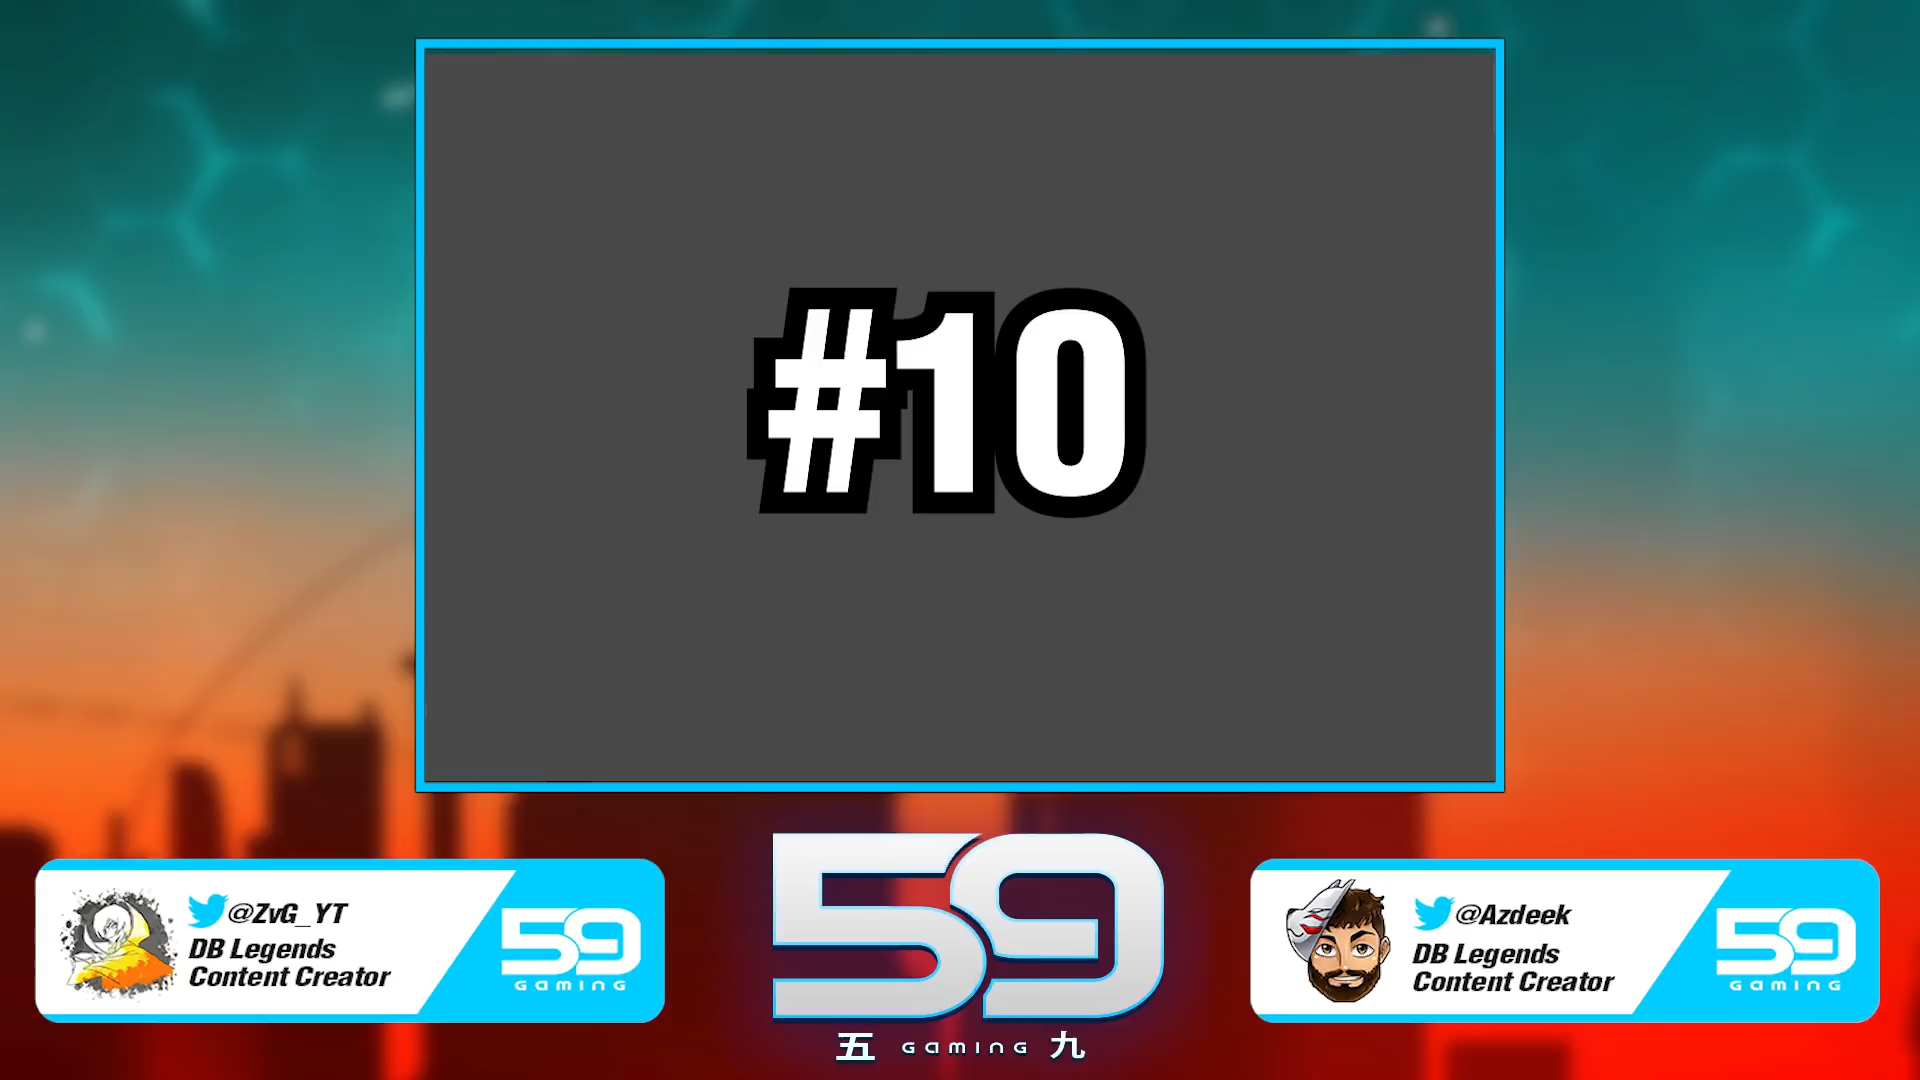 #10
@ZvG_YT
DB Legends
Content Creator
59
gaming
59
五 gaming 九
@Azdeek
DB Legends
Content Creator
59
gaming